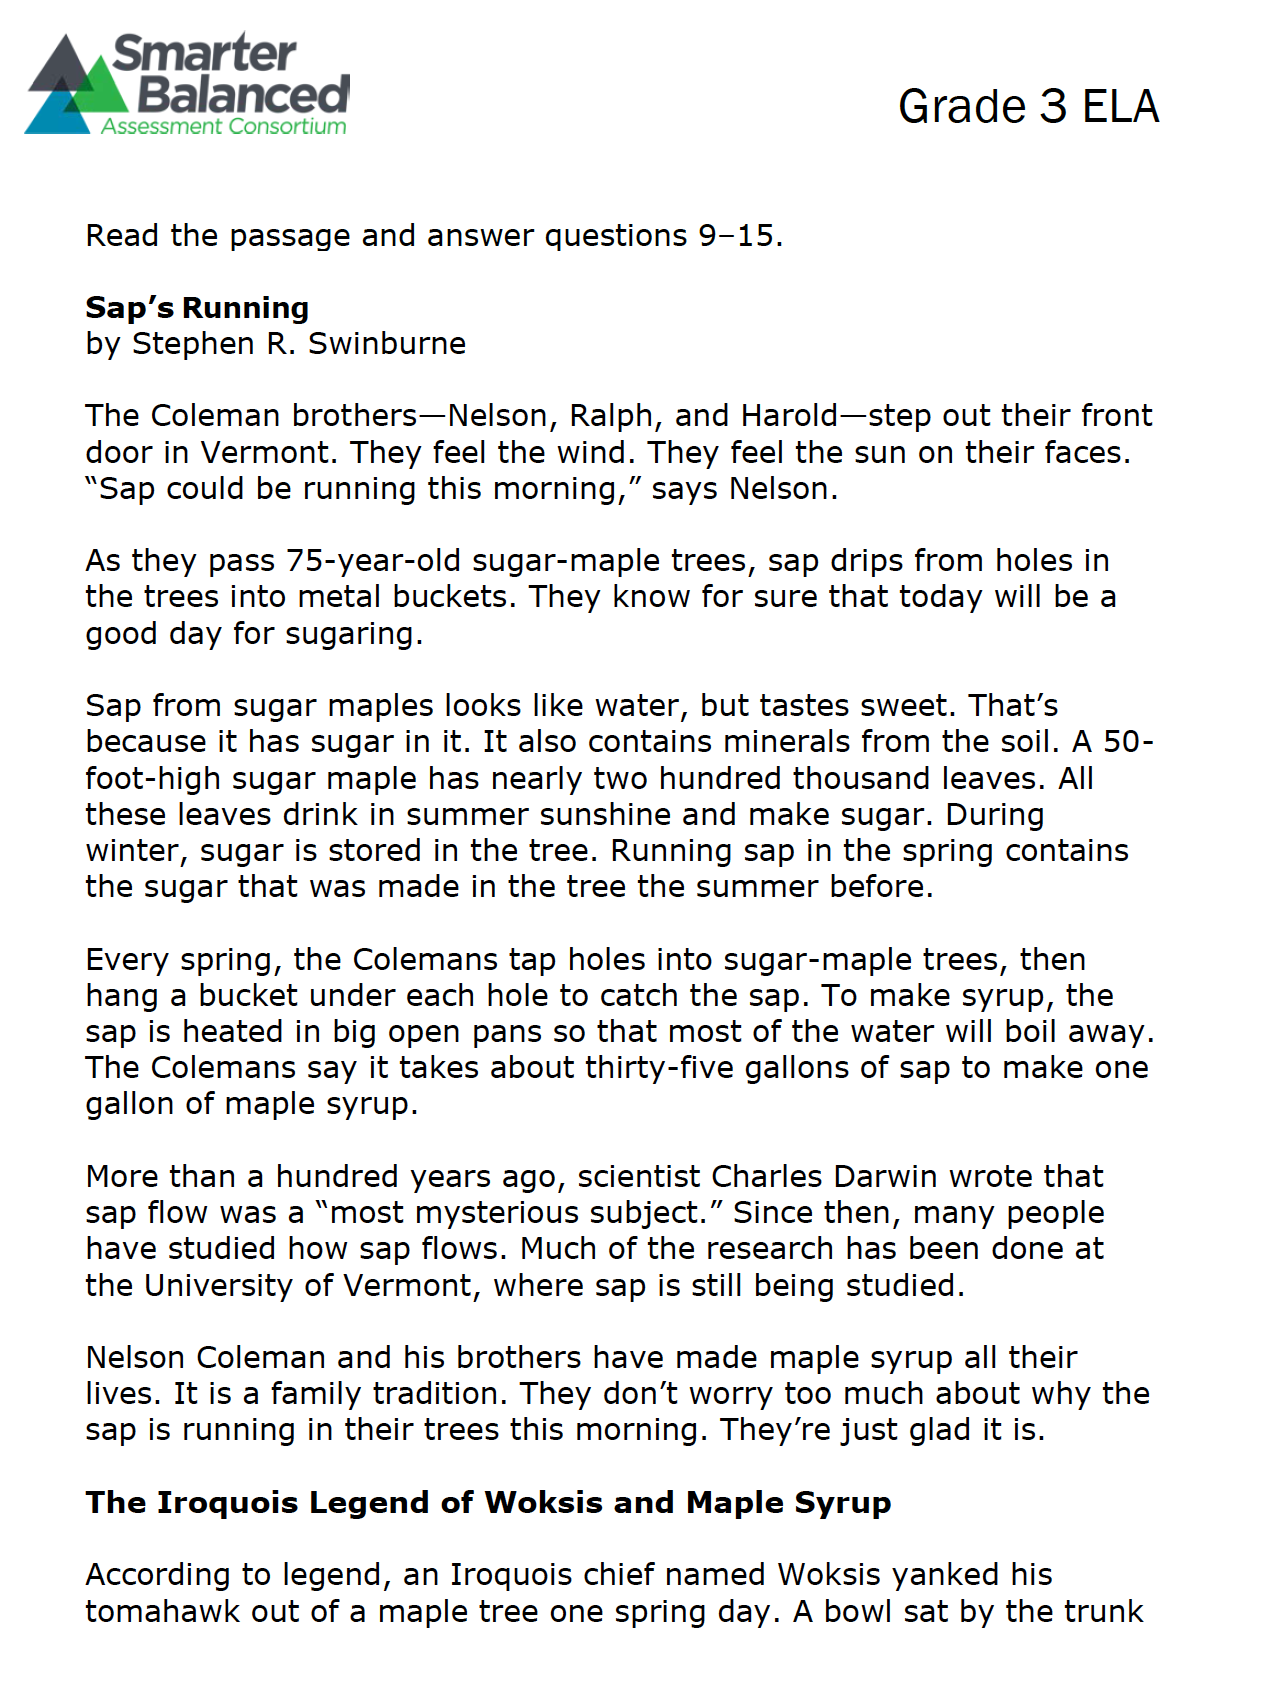 Smarter
Balanced
Assessment Consortium
Grade 3 ELA
Read the passage and answer questions 9–15.
Sap’s Running
by Stephen R. Swinburne
The Coleman brothers—Nelson, Ralph, and Harold—step out their front
door in Vermont. They feel the wind. They feel the sun on their faces.
“Sap could be running this morning,” says Nelson.
As they pass 75-year-old sugar-maple trees, sap drips from holes in
the trees into metal buckets. They know for sure that today will be a
good day for sugaring.
Sap from sugar maples looks like water, but tastes sweet. That’s
because it has sugar in it. It also contains minerals from the soil. A 50-
foot-high sugar maple has nearly two hundred thousand leaves. All
these leaves drink in summer sunshine and make sugar. During
winter, sugar is stored in the tree. Running sap in the spring contains
the sugar that was made in the tree the summer before.
Every spring, the Colemans tap holes into sugar-maple trees, then
hang a bucket under each hole to catch the sap. To make syrup, the
sap is heated in big open pans so that most of the water will boil away.
The Colemans say it takes about thirty-five gallons of sap to make one
gallon of maple syrup.
More than a hundred years ago, scientist Charles Darwin wrote that
sap flow was a “most mysterious subject.” Since then, many people
have studied how sap flows. Much of the research has been done at
the University of Vermont, where sap is still being studied.
Nelson Coleman and his brothers have made maple syrup all their
lives. It is a family tradition. They don’t worry too much about why the
sap is running in their trees this morning. They’re just glad it is.
The Iroquois Legend of Woksis and Maple Syrup
According to legend, an Iroquois chief named Woksis yanked his
tomahawk out of a maple tree one spring day. A bowl sat by the trunk